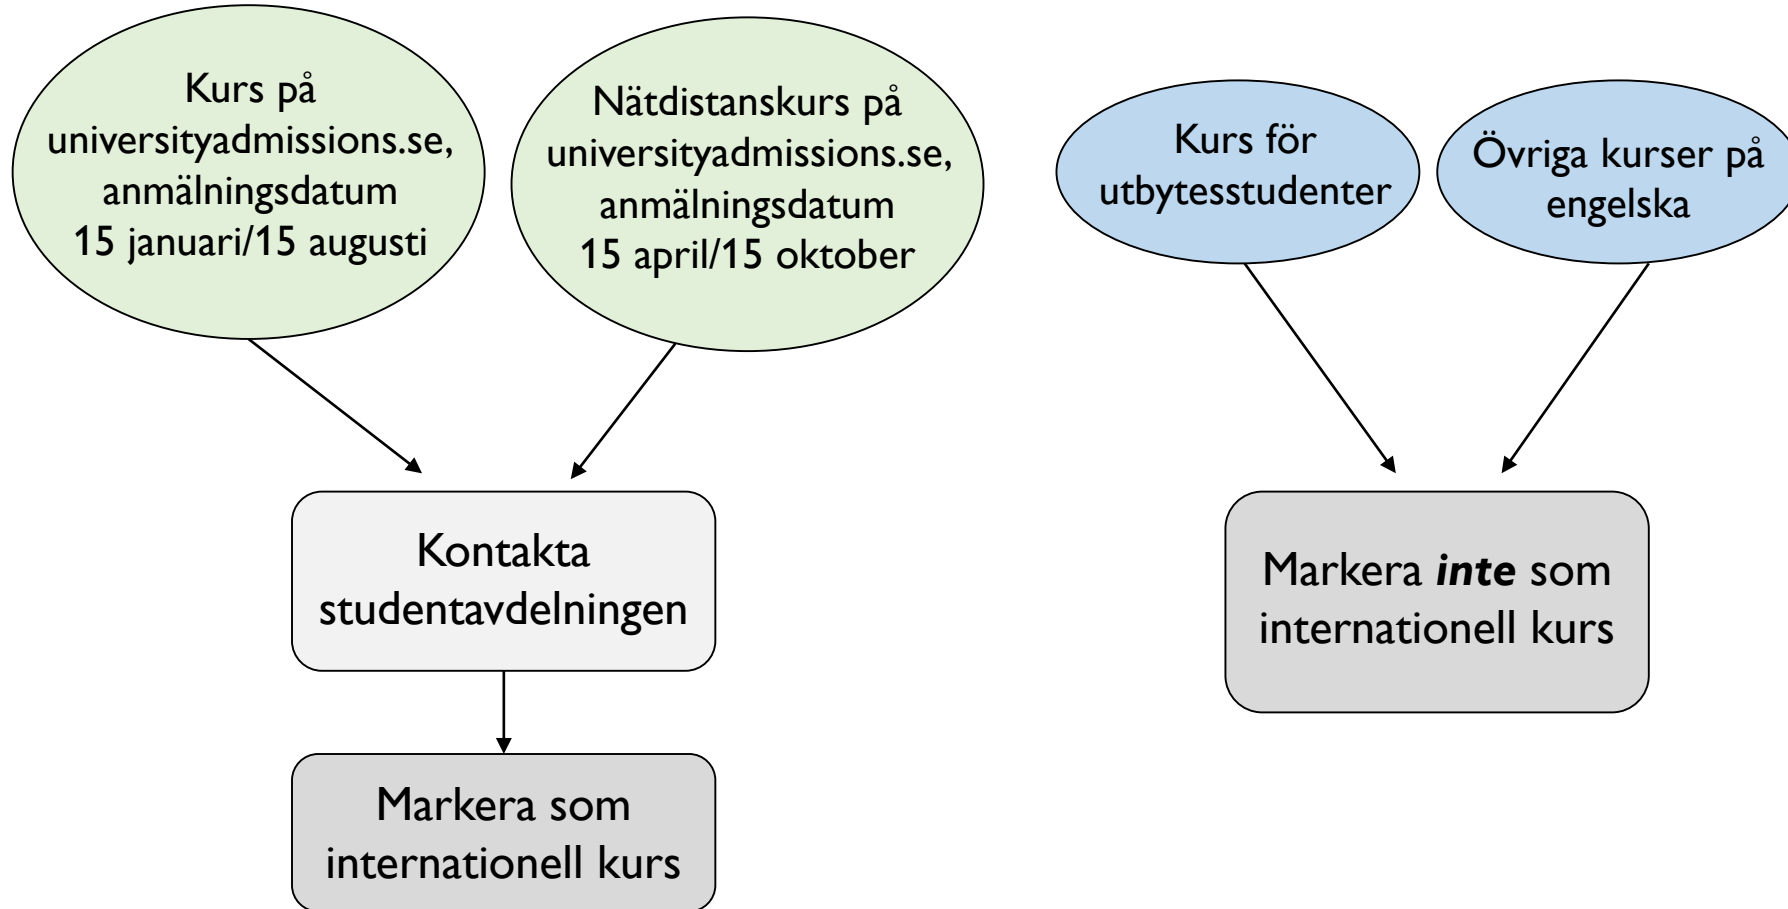 Kurs på
universityadmissions.se,
anmälningsdatum
15 januari/15 augusti
Nätdistanskurs på
universityadmissions.se,
anmälningsdatum
15 april/15 oktober
Kurs för
utbytesstudenter
Övriga kurser på
engelska
Kontakta
studentavdelningen
Markera inte som
internationell kurs
Markera som
internationell kurs